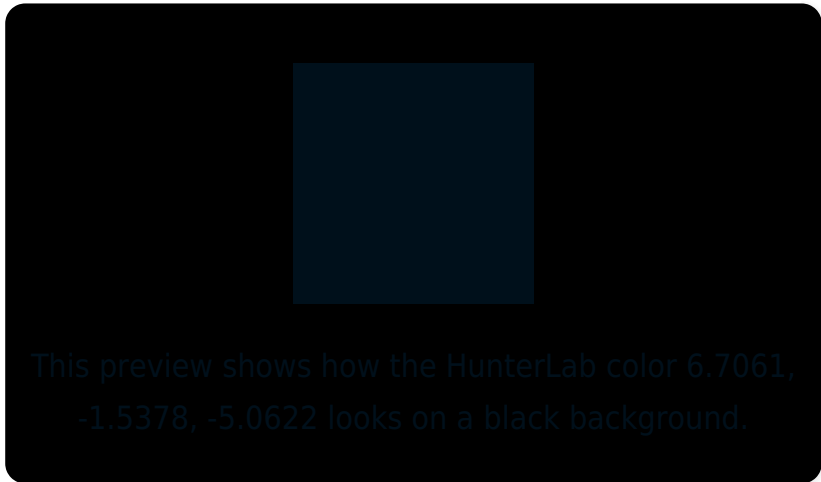 This preview shows how the HunterLab color 6.7061,
-1.5378, -5.0622 looks on a black background.